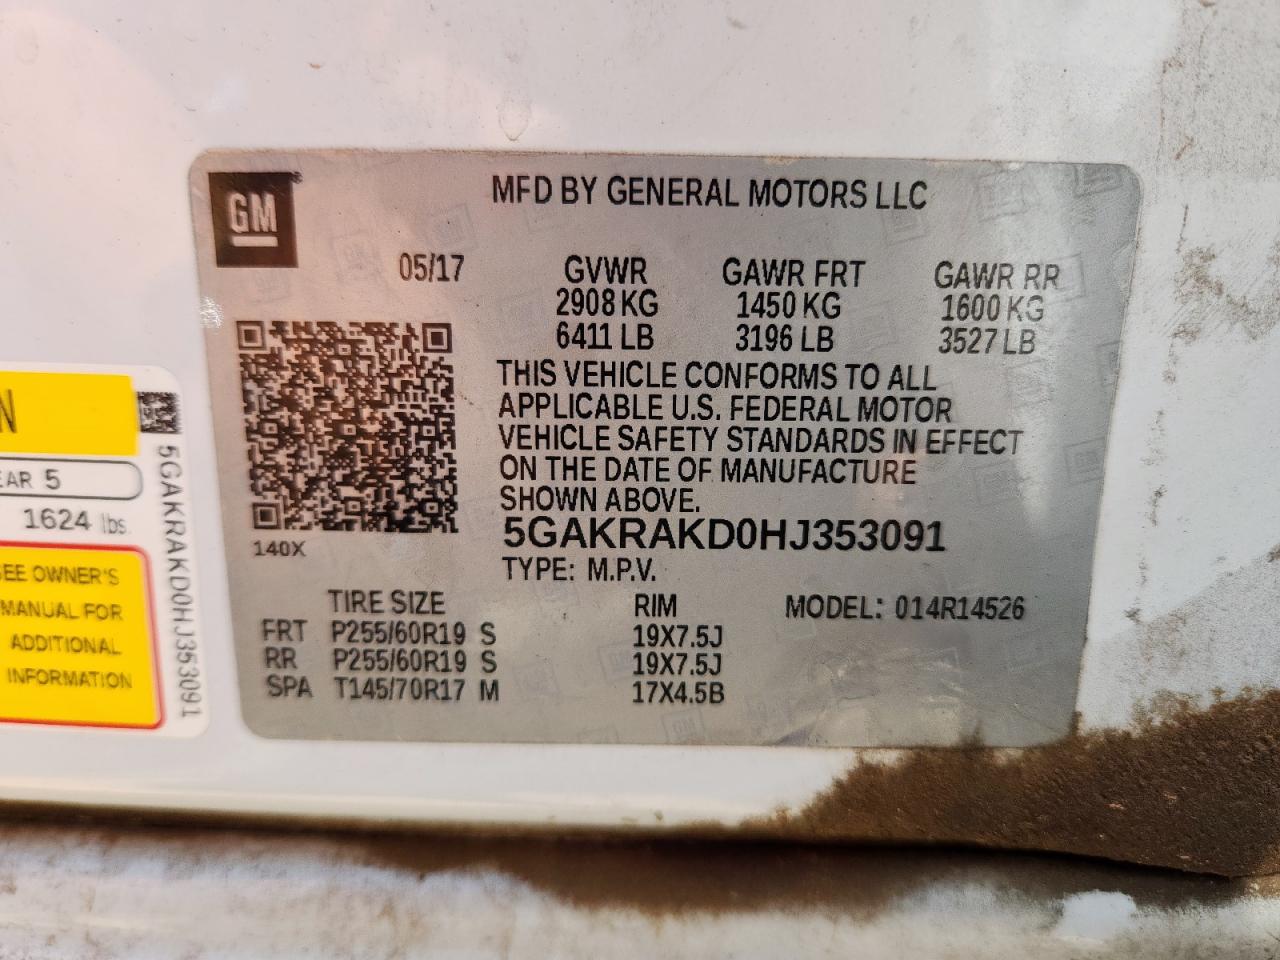 GM
MFD BY GENERAL MOTORS LLC
05/17 GVWR GAWR FRT GAWR RR
2908 KG 1450 KG 1600 KG
6411 LB 3196 LB 3527 LB
THIS VEHICLE CONFORMS TO ALL
APPLICABLE U.S. FEDERAL MOTOR
VEHICLE SAFETY STANDARDS IN EFFECT
ON THE DATE OF MANUFACTURE
SHOWN ABOVE.
5GAKRAKD0HJ353091
140X
TYPE: M.P.V.
TIRE SIZE RIM MODEL: 014R14526
FRT P255/60R19 S 19X7.5J
RR P255/60R19 S 19X7.5J
SPA T145/70R17 M 17X4.5B
N
EAR 5
1624 lbs.
SEE OWNER'S
MANUAL FOR
ADDITIONAL
INFORMATION
5GAKRAKD0HJ353091